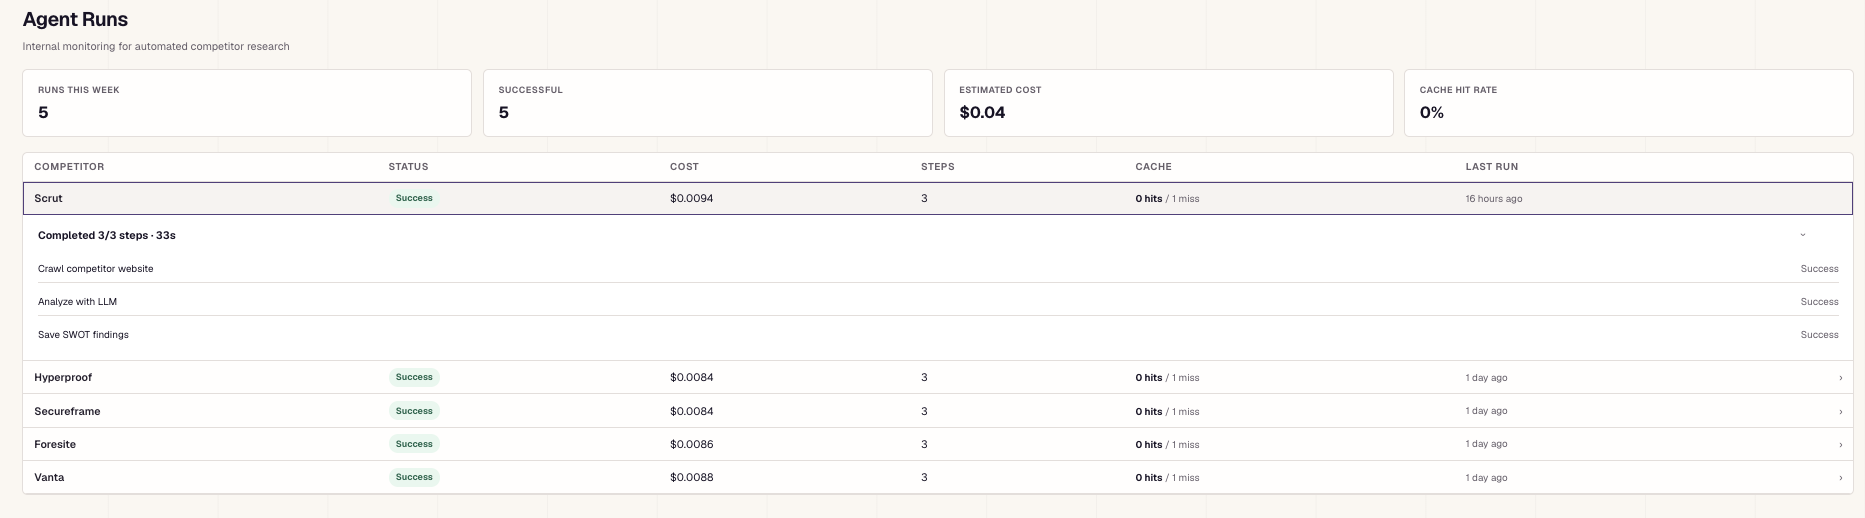 Agent Runs
Internal monitoring for automated competitor research
RUNS THIS WEEK
5
SUCCESSFUL
5
ESTIMATED COST
$0.04
CACHE HIT RATE
0%
COMPETITOR STATUS COST STEPS CACHE LAST RUN
Scrut Success $0.0094 3 0 hits / 1 miss 16 hours ago
Completed 3/3 steps · 33s
Crawl competitor website Success
Analyze with LLM Success
Save SWOT findings Success
Hyperproof Success $0.0084 3 0 hits / 1 miss 1 day ago
Secureframe Success $0.0084 3 0 hits / 1 miss 1 day ago
Foresite Success $0.0086 3 0 hits / 1 miss 1 day ago
Vanta Success $0.0088 3 0 hits / 1 miss 1 day ago